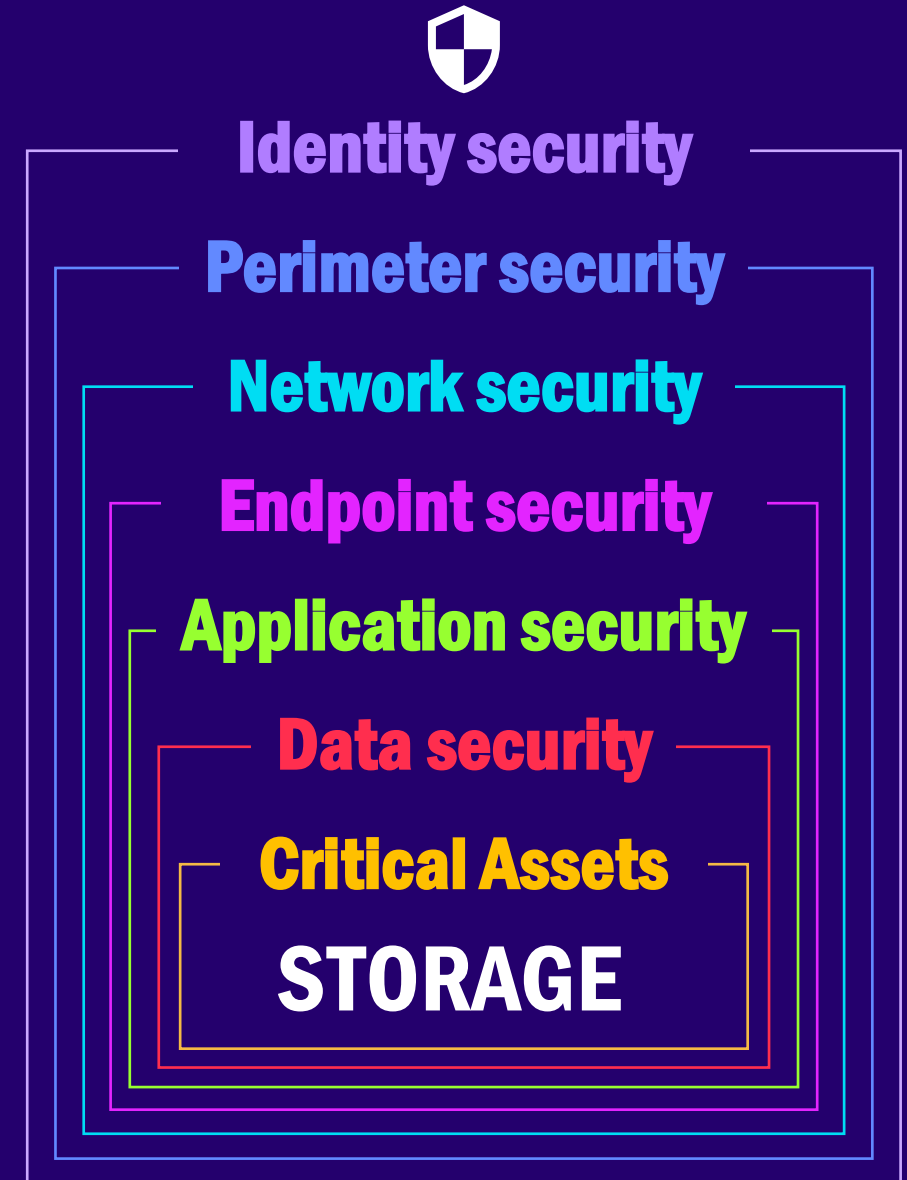 Identity security
Perimeter security
Network security
Endpoint security
Application security
Data security
Critical Assets
STORAGE